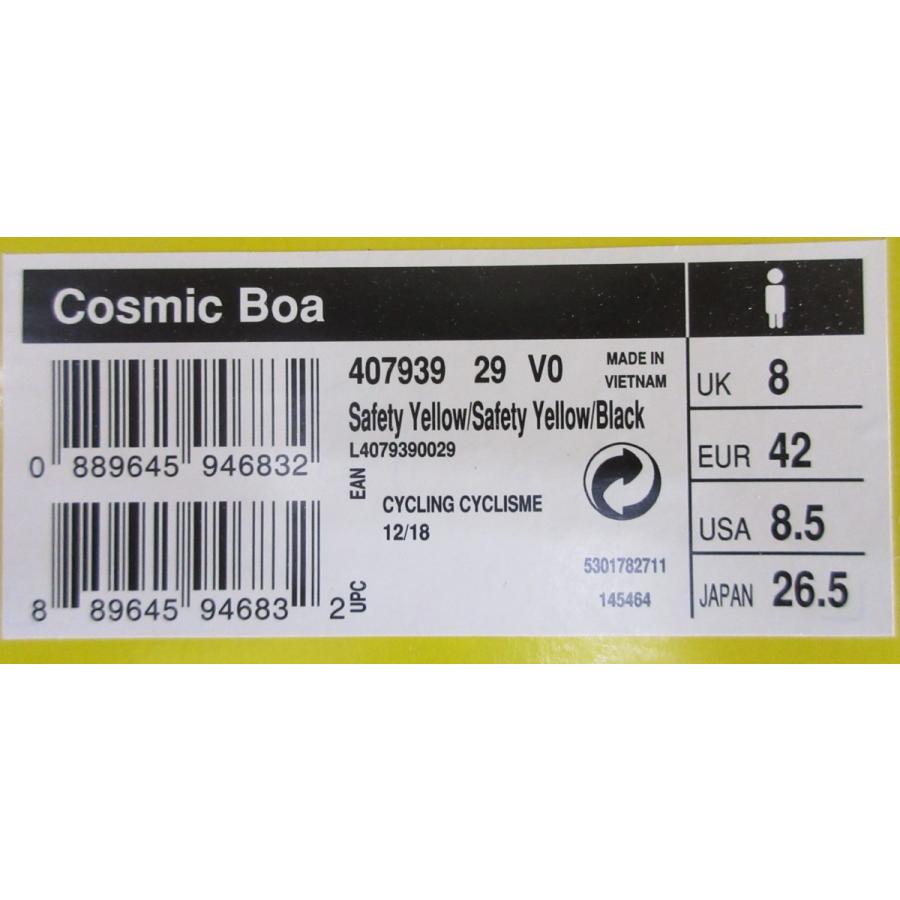 Cosmic Boa
0 889645 946832
8 89645 94683 2
EAN
UPC
407939 29 V0
MADE IN
VIETNAM
Safety Yellow/Safety Yellow/Black
L4079390029
CYCLING CYCLISME
12/18
5301782711
145464
UK 8
EUR 42
USA 8.5
JAPAN 26.5